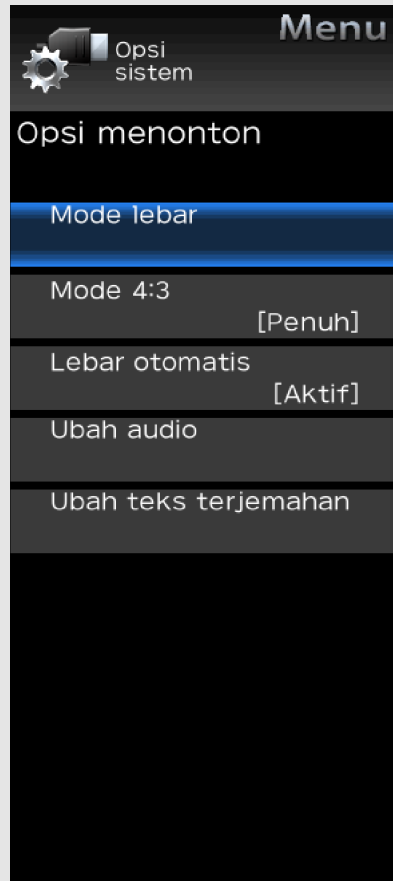 Menu
Opsi
sistem
Opsi menonton
Mode lebar
Mode 4:3
[Penuh]
Lebar otomatis
[Aktif]
Ubah audio
Ubah teks terjemahan